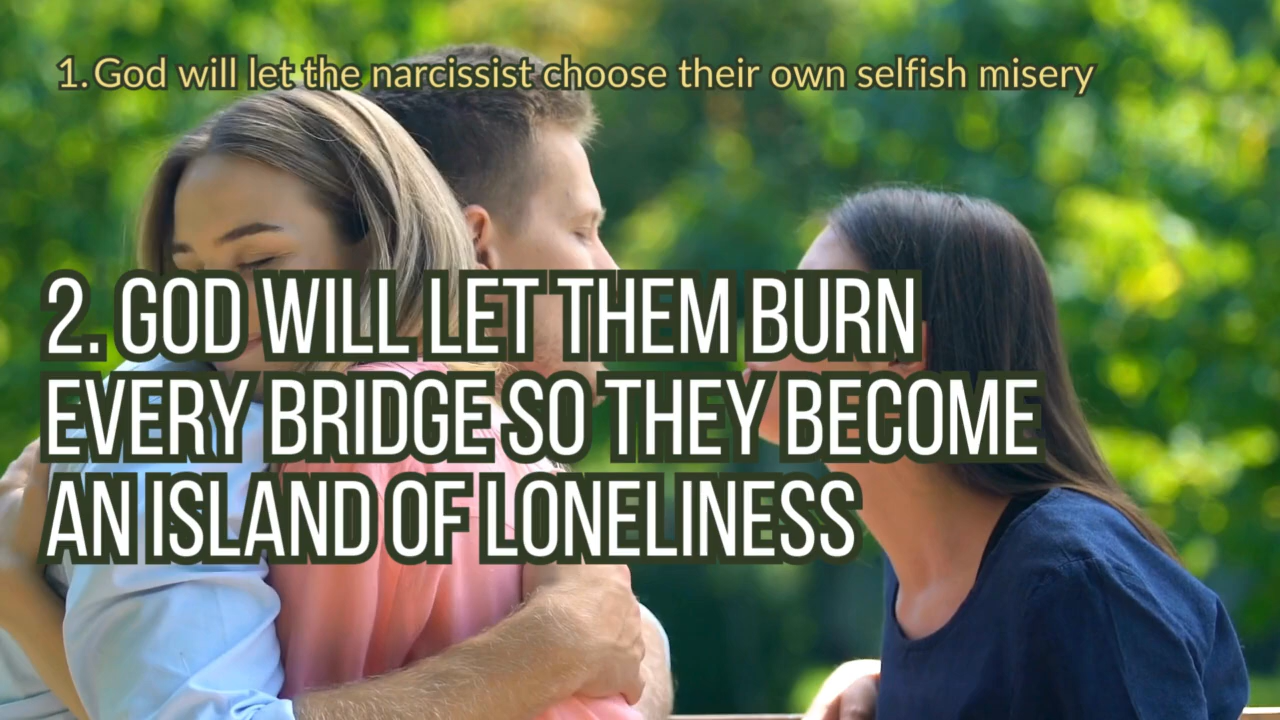 1. God will let the narcissist choose their own selfish misery
2. GOD WILL LET THEM BURN
EVERY BRIDGE SO THEY BECOME
AN ISLAND OF LONELINESS